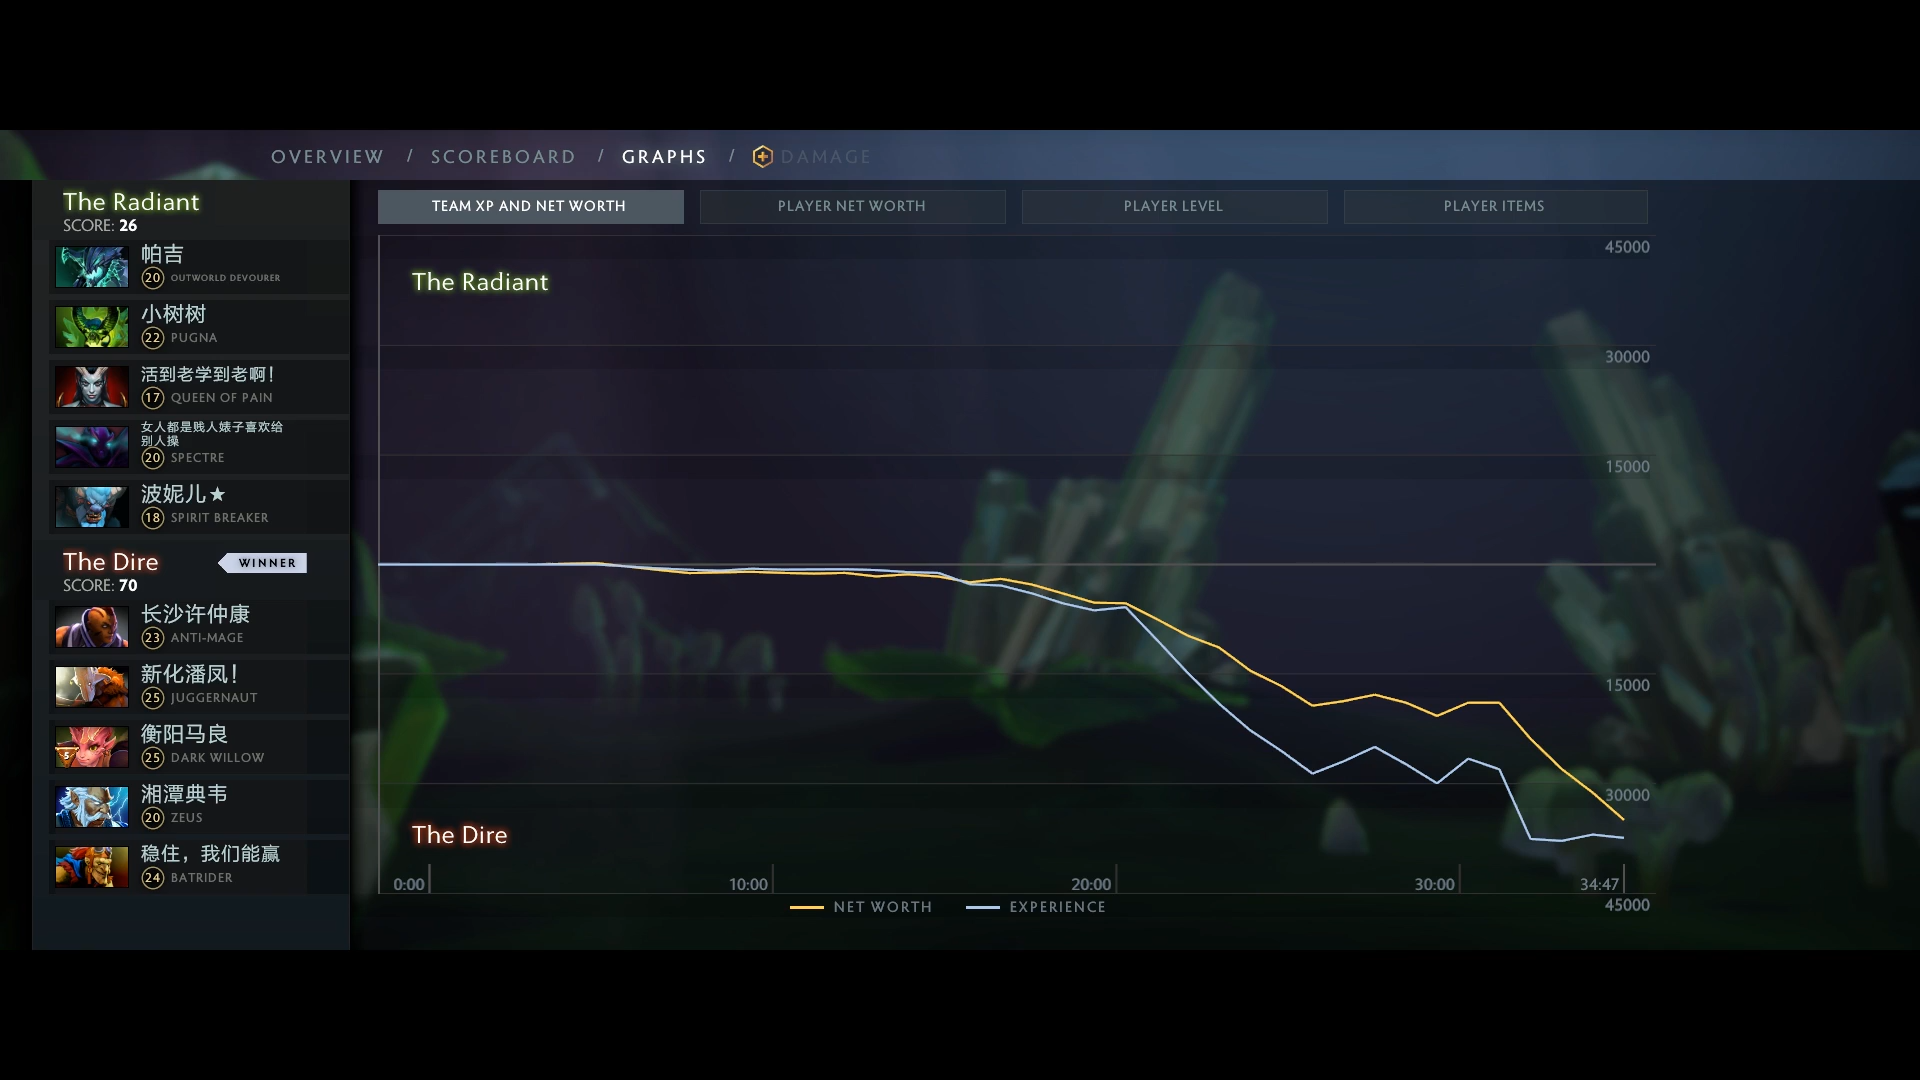 OVERVIEW / SCOREBOARD / GRAPHS / DAMAGE
The Radiant
SCORE: 26
帕吉
20 OUTWORLD DEVOURER
小树树
22 PUGNA
活到老学到老啊！
17 QUEEN OF PAIN
女人都是贱人婊子喜欢给
别人操
20 SPECTRE
波妮儿★
18 SPIRIT BREAKER
The Dire
WINNER
SCORE: 70
长沙许仲康
23 ANTI-MAGE
新化潘凤！
25 JUGGERNAUT
衡阳马良
5
25 DARK WILLOW
湘潭典韦
20 ZEUS
稳住，我们能赢
24 BATRIDER
TEAM XP AND NET WORTH
PLAYER NET WORTH
PLAYER LEVEL
PLAYER ITEMS
45000
The Radiant
30000
15000
15000
30000
The Dire
0:00
10:00
20:00
30:00
34:47
45000
NET WORTH
EXPERIENCE